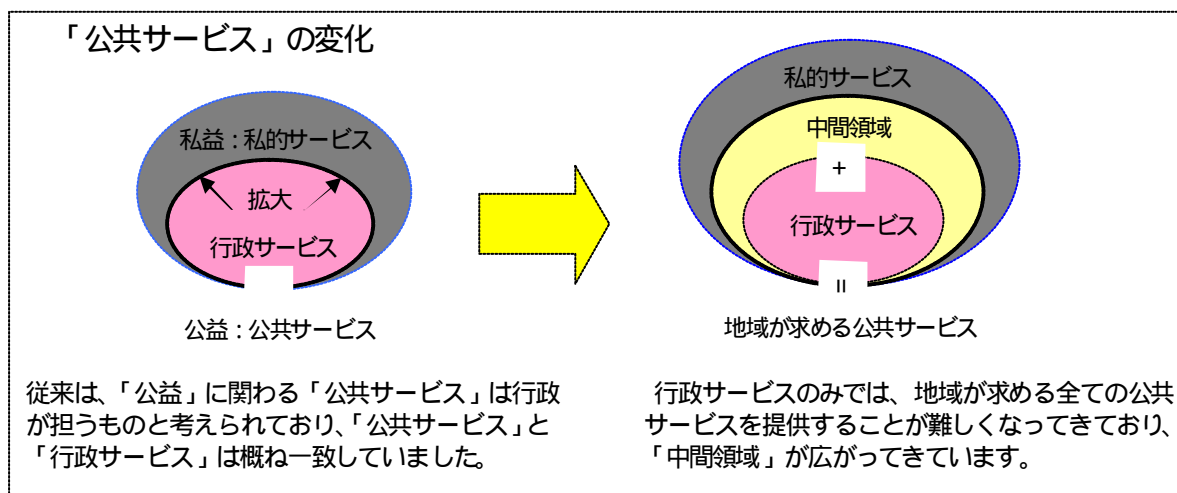 「公共サービス」の変化
私益：私的サービス
拡大
行政サービス
公益：公共サービス
私的サービス
中間領域
+
行政サービス
=
地域が求める公共サービス
従来は、「公益」に関わる「公共サービス」は行政
が担うものと考えられており、「公共サービス」と
「行政サービス」は概ね一致していました。
行政サービスのみでは、地域が求める全ての公共
サービスを提供することが難しくなってきており、
「中間領域」が広がってきています。